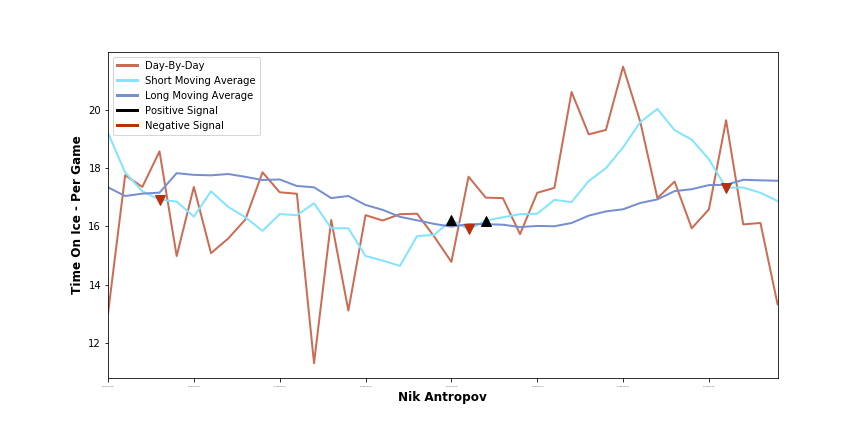 Day-By-Day
Short Moving Average
Long Moving Average
Positive Signal
Negative Signal
Time On Ice - Per Game
20
18
16
14
12
Nik Antropov